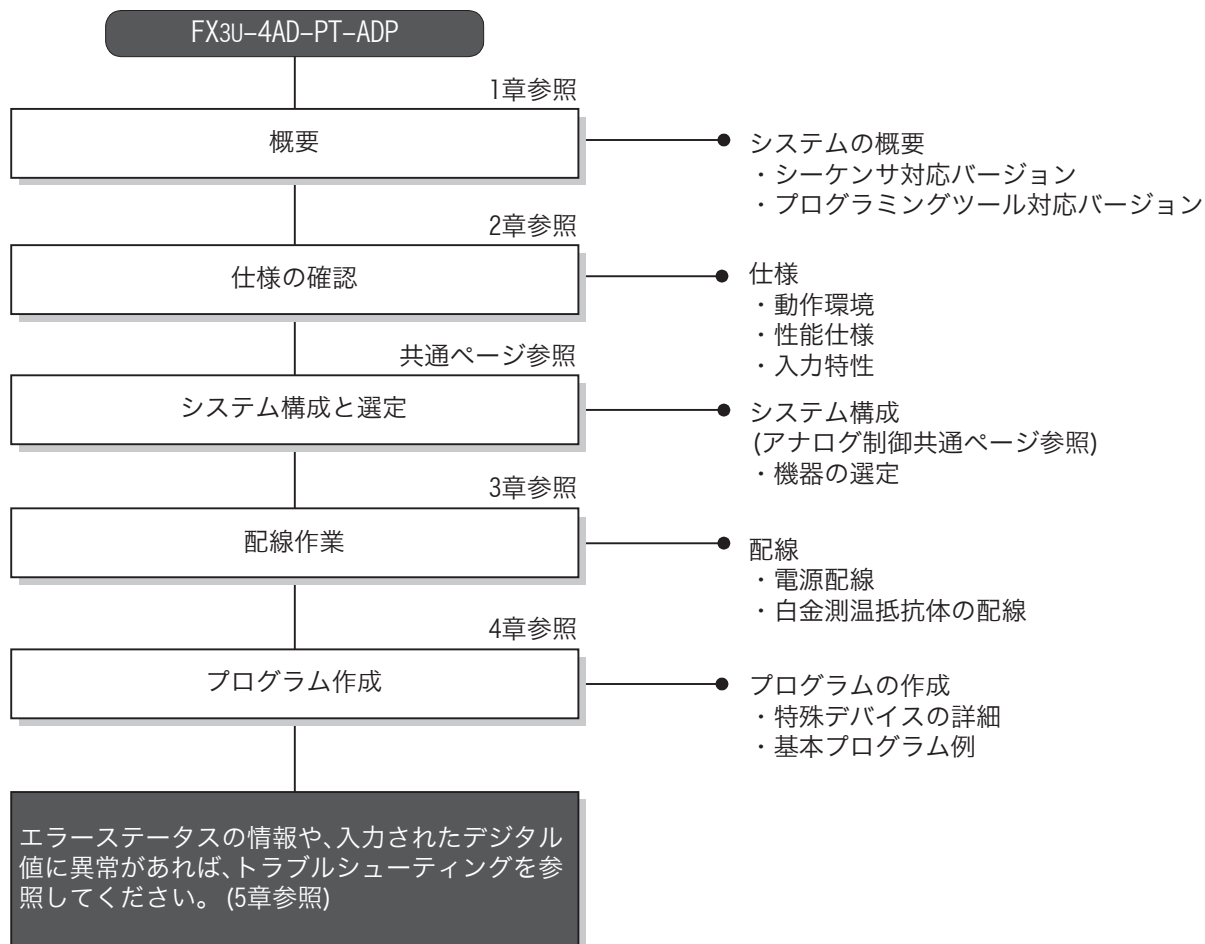 FX3U-4AD-PT-ADP
1章参照
概要
システムの概要
・シーケンサ対応バージョン
・プログラミングツール対応バージョン
2章参照
仕様の確認
仕様
・動作環境
・性能仕様
・入力特性
共通ページ参照
システム構成と選定
システム構成
(アナログ制御共通ページ参照)
・機器の選定
3章参照
配線作業
配線
・電源配線
・白金測温抵抗体の配線
4章参照
プログラム作成
プログラムの作成
・特殊デバイスの詳細
・基本プログラム例
エラーステータスの情報や、入力されたデジタル
値に異常があれば、トラブルシューティングを参
照してください。 (5章参照)